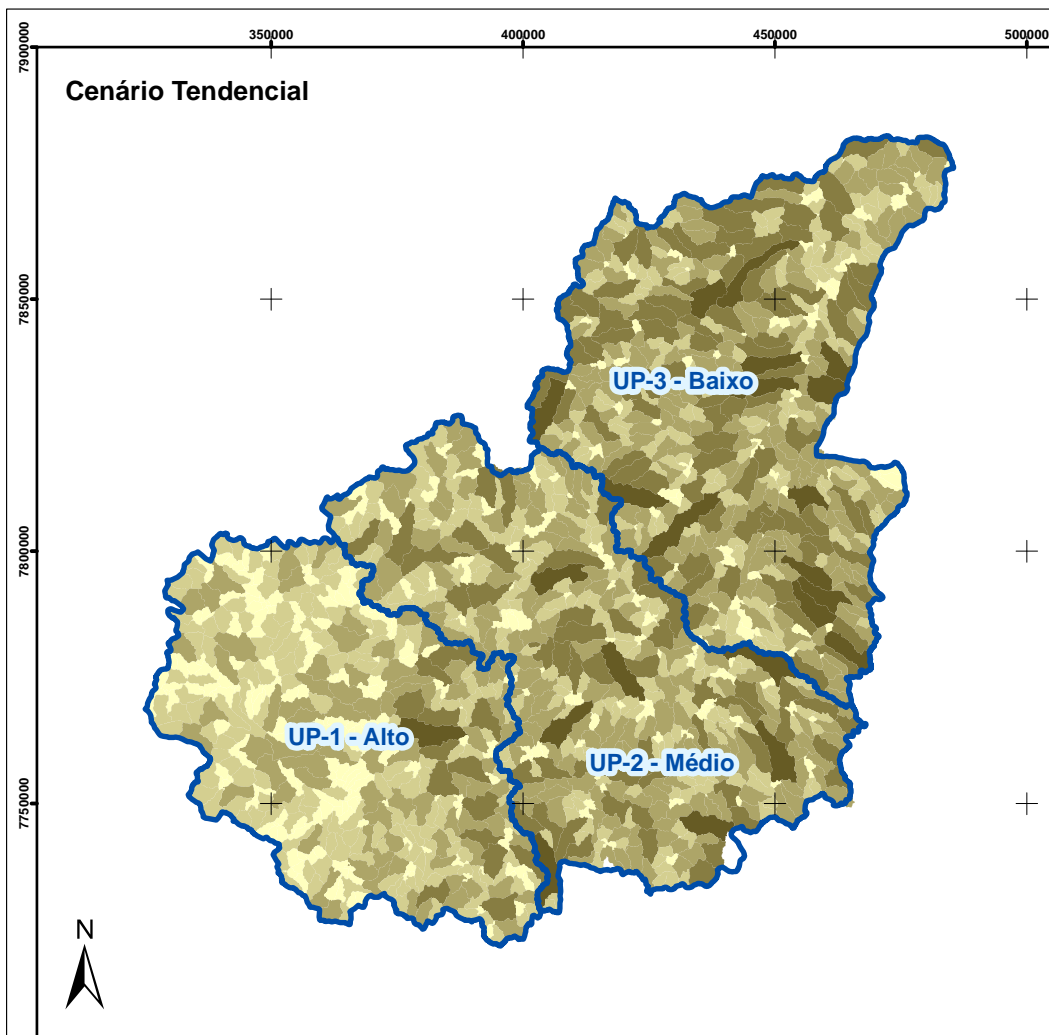 350000 400000 450000 500000
7900000
Cenário Tendencial
7850000
UP-3 - Baixo
7800000
UP-1 - Alto
UP-2 - Médio
7750000
N